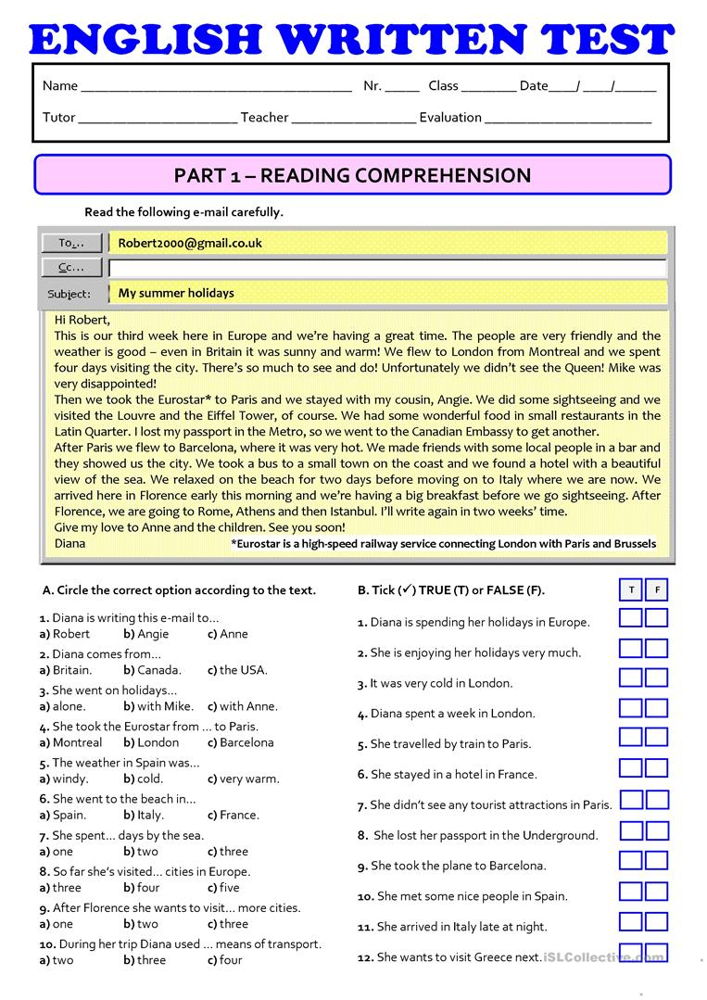 ENGLISH WRITTEN TEST
Name ______________________________________ Nr. _____ Class ________ Date____/ ____/______
Tutor _______________________ Teacher __________________ Evaluation ________________________
PART 1 – READING COMPREHENSION
Read the following e-mail carefully.
To... Robert2000@gmail.co.uk
Cc...
Subject: My summer holidays
Hi Robert,
This is our third week here in Europe and we're having a great time. The people are very friendly and the
weather is good – even in Britain it was sunny and warm! We flew to London from Montreal and we spent
four days visiting the city. There's so much to see and do! Unfortunately we didn't see the Queen! Mike was
very disappointed!
Then we took the Eurostar* to Paris and we stayed with my cousin, Angie. We did some sightseeing and we
visited the Louvre and the Eiffel Tower, of course. We had some wonderful food in small restaurants in the
Latin Quarter. I lost my passport in the Metro, so we went to the Canadian Embassy to get another.
After Paris we flew to Barcelona, where it was very hot. We made friends with some local people in a bar and
they showed us the city. We took a bus to a small town on the coast and we found a hotel with a beautiful
view of the sea. We relaxed on the beach for two days before moving on to Italy where we are now. We
arrived here in Florence early this morning and we're having a big breakfast before we go sightseeing. After
Florence, we are going to Rome, Athens and then Istanbul. I'll write again in two weeks' time.
Give my love to Anne and the children. See you soon!
Diana *Eurostar is a high-speed railway service connecting London with Paris and Brussels
A. Circle the correct option according to the text.
1. Diana is writing this e-mail to...
a) Robert b) Angie c) Anne
2. Diana comes from...
a) Britain. b) Canada. c) the USA.
3. She went on holidays...
a) alone. b) with Mike. c) with Anne.
4. She took the Eurostar from ... to Paris.
a) Montreal b) London c) Barcelona
5. The weather in Spain was...
a) windy. b) cold. c) very warm.
6. She went to the beach in...
a) Spain. b) Italy. c) France.
7. She spent... days by the sea.
a) one b) two c) three
8. So far she's visited... cities in Europe.
a) three b) four c) five
9. After Florence she wants to visit... more cities.
a) one b) two c) three
10. During her trip Diana used ... means of transport.
a) two b) three c) four
B. Tick (✓) TRUE (T) or FALSE (F). T F
1. Diana is spending her holidays in Europe.
2. She is enjoying her holidays very much.
3. It was very cold in London.
4. Diana spent a week in London.
5. She travelled by train to Paris.
6. She stayed in a hotel in France.
7. She didn't see any tourist attractions in Paris.
8. She lost her passport in the Underground.
9. She took the plane to Barcelona.
10. She met some nice people in Spain.
11. She arrived in Italy late at night.
12. She wants to visit Greece next.
iSLCollective.com